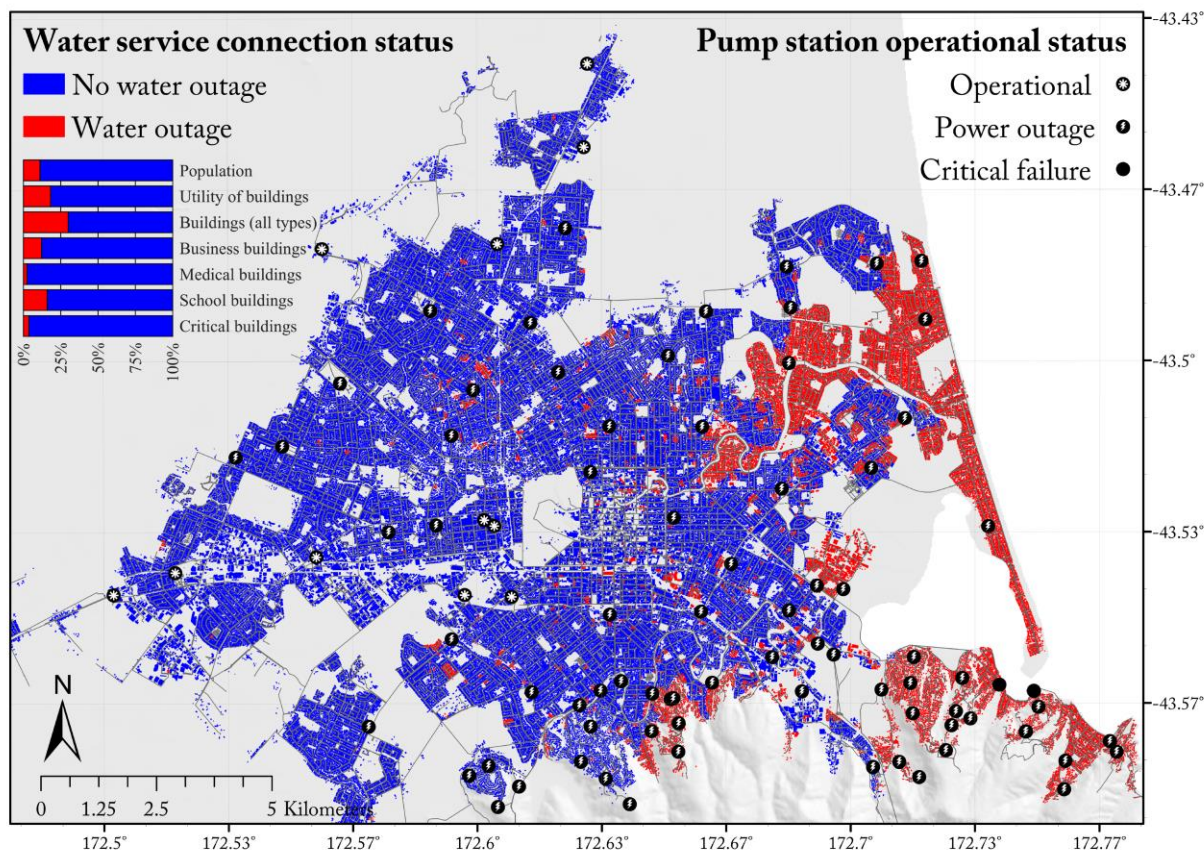 Water service connection status
No water outage
Water outage
Population
Utility of buildings
Buildings (all types)
Business buildings
Medical buildings
School buildings
Critical buildings
0%
25%
50%
75%
100%
Pump station operational status
Operational
Power outage
Critical failure
-43.43°
-43.47°
-43.5°
-43.53°
-43.57°
N
0 1.25 2.5 5 Kilometers
172.5° 172.53° 172.57° 172.6° 172.63° 172.67° 172.7° 172.73° 172.77°